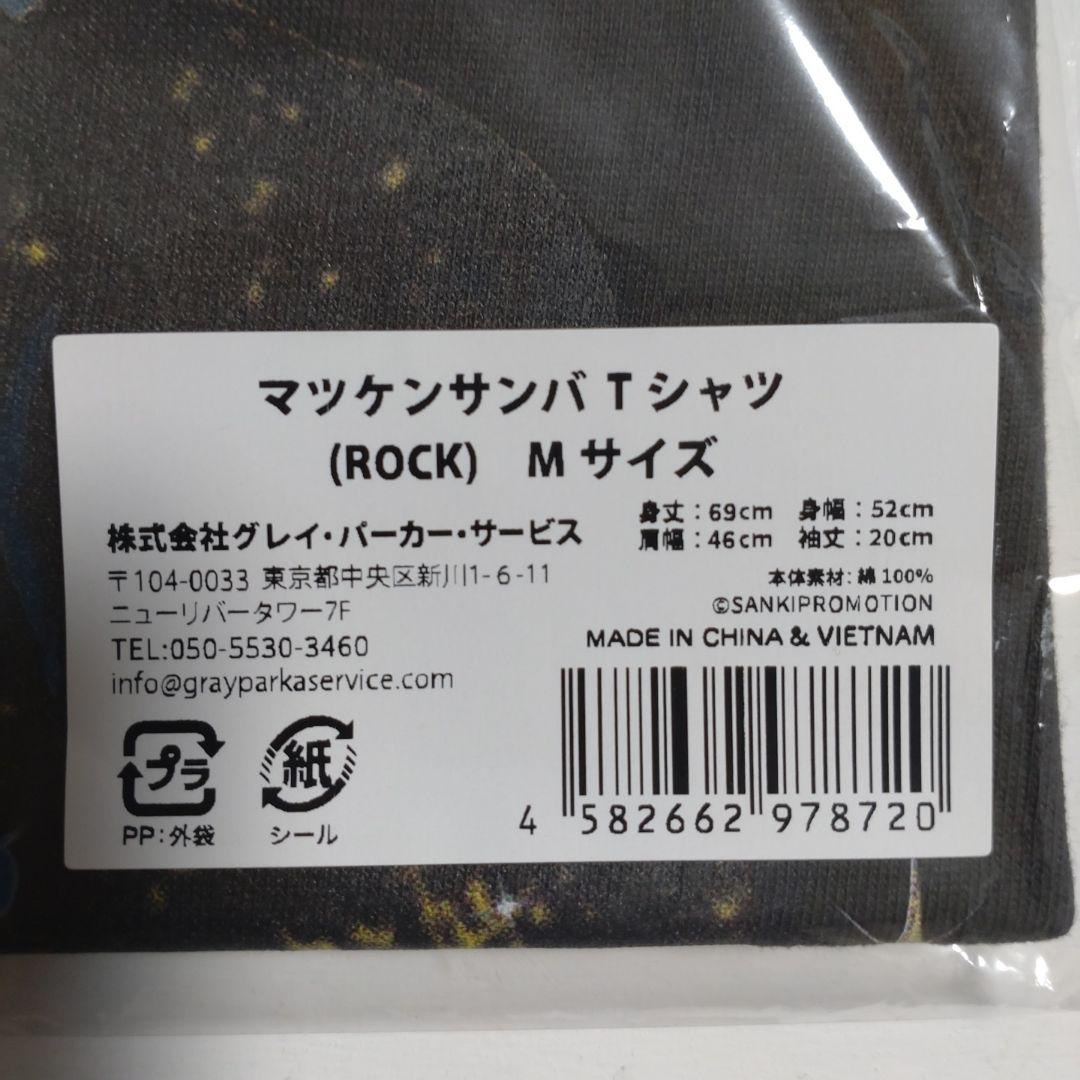 マツケンサンバ Tシャツ
(ROCK) Mサイズ
株式会社グレイ・パーカー・サービス
〒104-0033 東京都中央区新川1-6-11
ニューリバータワー7F
TEL:050-5530-3460
info@grayparkaservice.com
身丈:69cm 身幅:52cm
肩幅:46cm 袖丈:20cm
本体素材:綿100%
©SANKIPROMOTION
MADE IN CHINA & VIETNAM
プラ
PP:外袋
紙
シール
4 582662 978720